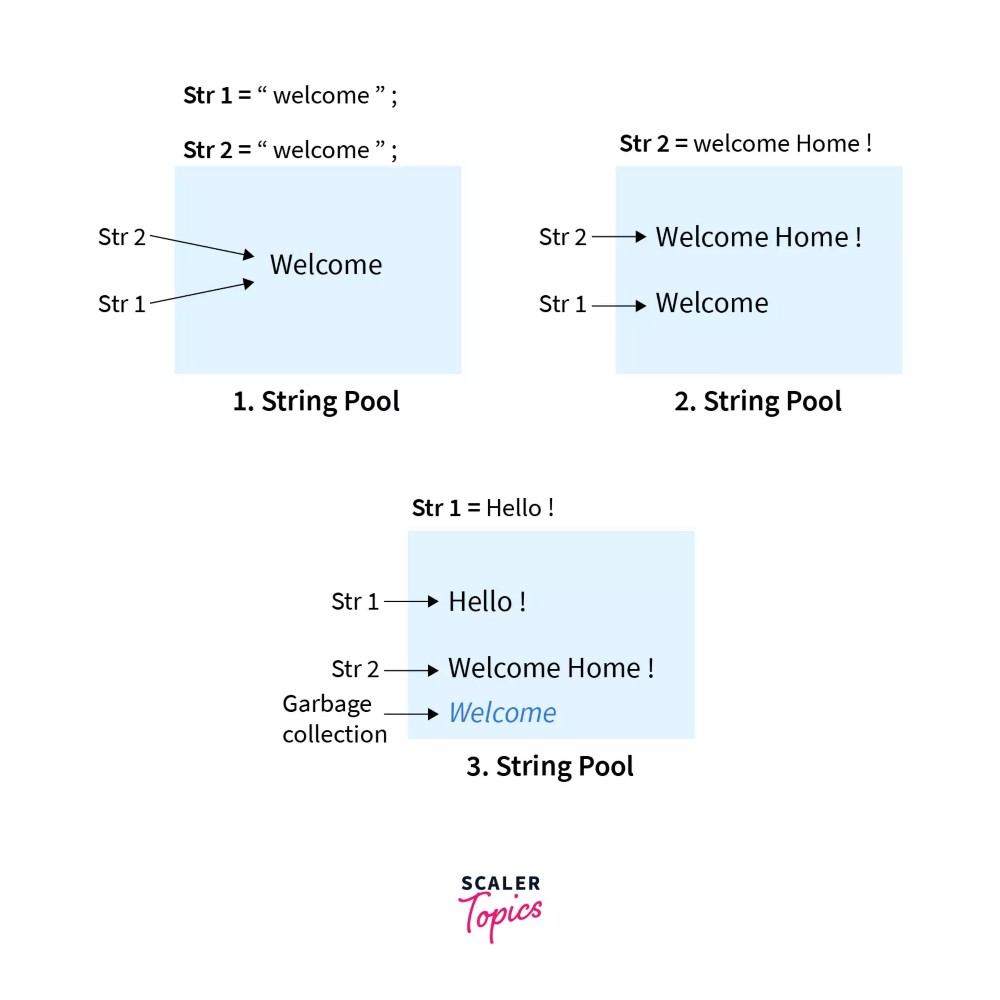 Str 1 = “ welcome ” ;
Str 2 = “ welcome ” ;
Str 2
Welcome
Str 1
1. String Pool
Str 2 = welcome Home !
Str 2
Welcome Home !
Str 1
Welcome
2. String Pool
Str 1 = Hello !
Str 1
Hello !
Str 2
Welcome Home !
Garbage
collection
Welcome
3. String Pool
SCALER
Topics